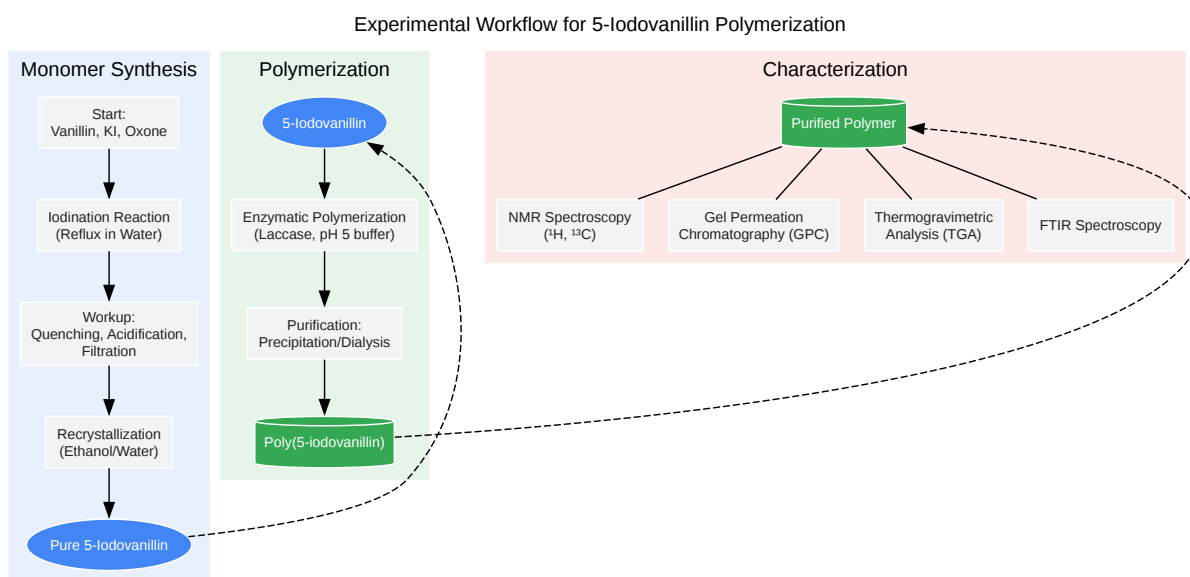 Experimental Workflow for 5-Iodovanillin Polymerization
Monomer Synthesis
Start:
Vanillin, KI, Oxone
Iodination Reaction
(Reflux in Water)
Workup:
Quenching, Acidification,
Filtration
Recrystallization
(Ethanol/Water)
Pure 5-Iodovanillin
Polymerization
5-Iodovanillin
Enzymatic Polymerization
(Laccase, pH 5 buffer)
Purification:
Precipitation/Dialysis
Poly(5-iodovanillin)
Characterization
Purified Polymer
NMR Spectroscopy
(¹H, ¹³C)
Gel Permeation
Chromatography (GPC)
Thermogravimetric
Analysis (TGA)
FTIR Spectroscopy